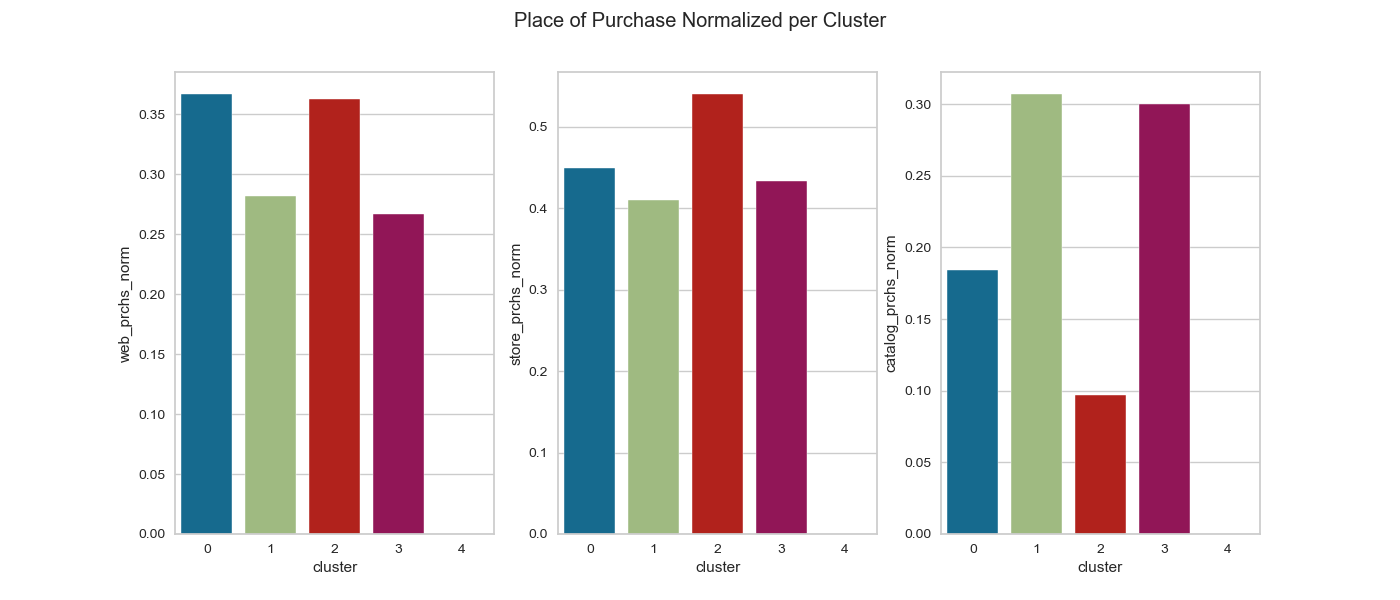 Place of Purchase Normalized per Cluster
web_prchs_norm
0.35
0.30
0.25
0.20
0.15
0.10
0.05
0.00
0 1 2 3 4
cluster
store_prchs_norm
0.5
0.4
0.3
0.2
0.1
0.0
0 1 2 3 4
cluster
catalog_prchs_norm
0.30
0.25
0.20
0.15
0.10
0.05
0.00
0 1 2 3 4
cluster